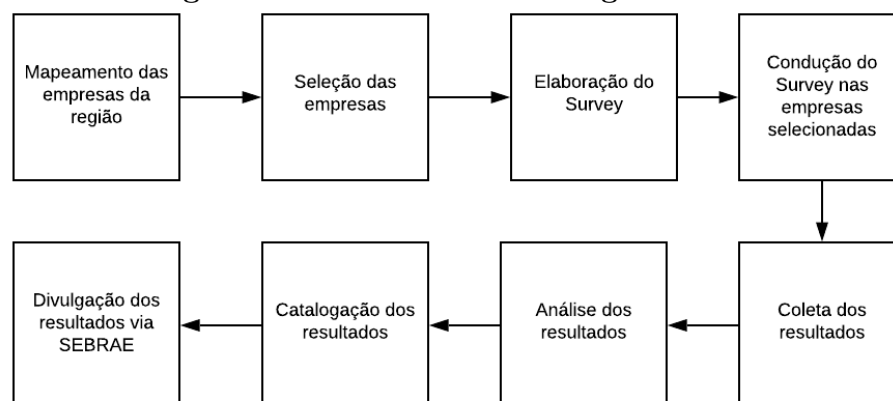 Mapeamento das
empresas da
região
Seleção das
empresas
Elaboração do
Survey
Condução do
Survey nas
empresas
selecionadas
Coleta dos
resultados
Análise dos
resultados
Catalogação dos
resultados
Divulgação dos
resultados via
SEBRAE